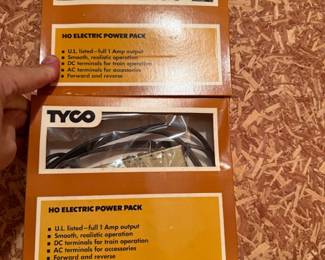 HO ELECTRIC POWER PACK
• U.L. listed—full 1 Amp output
• Smooth, realistic operation
• DC terminals for train operation
• AC terminals for accessories
• Forward and reverse
TYCO
HO ELECTRIC POWER PACK
• U.L. listed—full 1 Amp output
• Smooth, realistic operation
• DC terminals for train operation
• AC terminals for accessories
• Forward and reverse